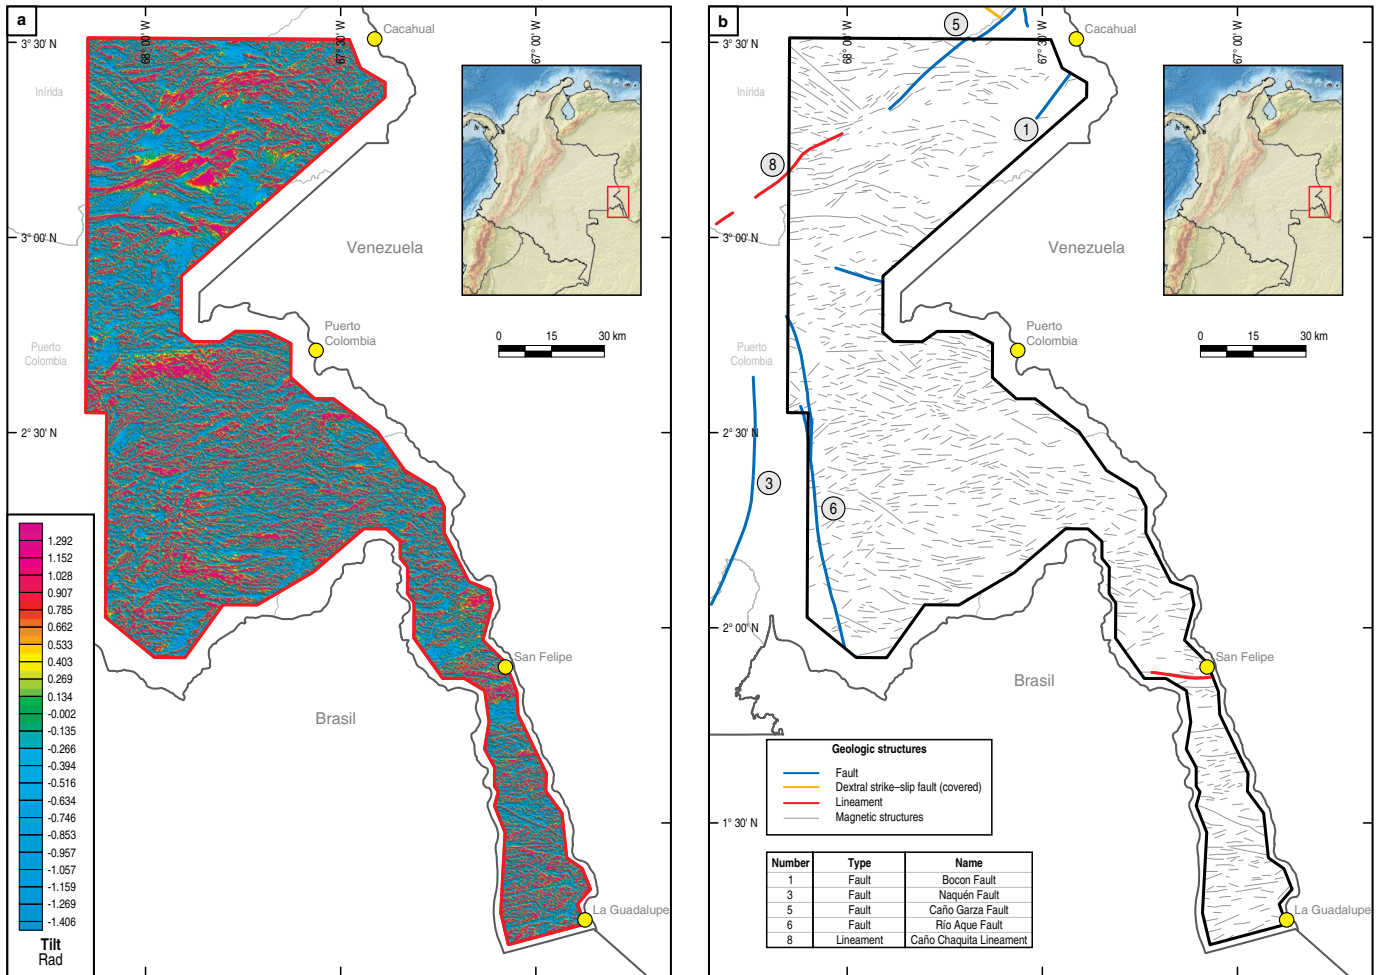 a
3° 30' N
68° 00' W
67° 30' W
67° 00' W
Cacahual
Inírida
3° 00' N
Venezuela
Puerto
Colombia
0 15 30 km
Puerto
Colombia
2° 30' N
1.292
1.152
1.028
0.907
0.785
0.662
0.533
0.403
0.269
0.134
-0.002
-0.135
-0.266
-0.394
-0.516
-0.634
-0.746
-0.853
-0.957
-1.057
-1.159
-1.269
-1.406
Tilt
Rad
San Felipe
Brasil
La Guadalupe
b
3° 30' N
68° 00' W
67° 30' W
67° 00' W
5
Cacahual
Inírida
1
8
3° 00' N
Venezuela
Puerto
Colombia
0 15 30 km
Puerto
Colombia
2° 30' N
3
6
2° 00' N
San Felipe
Brasil
Geologic structures
Fault
Dextral strike–slip fault (covered)
Lineament
Magnetic structures
1° 30' N
Number Type Name
1 Fault Bocon Fault
3 Fault Naquén Fault
5 Fault Caño Garza Fault
6 Fault Río Aque Fault
8 Lineament Caño Chaquita Lineament
La Guadalupe